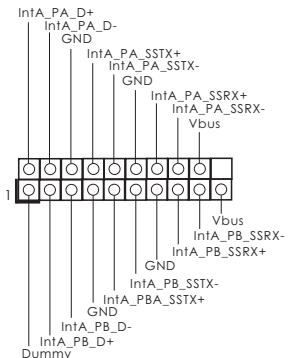 IntA_PA_D+
IntA_PA_D-
GND
IntA_PA_SSTX+
IntA_PA_SSTX-
GND
IntA_PA_SSRX+
IntA_PA_SSRX-
Vbus
1
Vbus
IntA_PB_SSRX-
IntA_PB_SSRX+
GND
IntA_PB_SSTX-
IntA_PBA_SSTX+
GND
IntA_PB_D-
IntA_PB_D+
Dummy